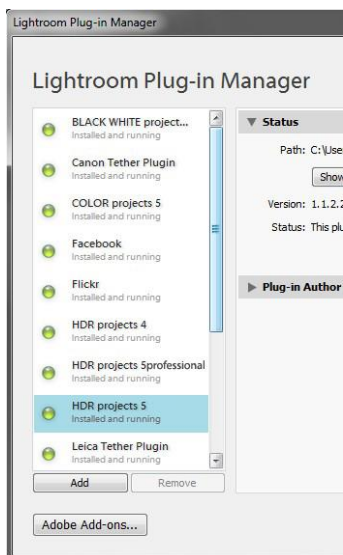 Lightroom Plug-in Manager
Lightroom Plug-in Manager
BLACK WHITE project...
Installed and running
Canon Tether Plugin
Installed and running
COLOR projects 5
Installed and running
Facebook
Installed and running
Flickr
Installed and running
HDR projects 4
Installed and running
HDR projects 5professional
Installed and running
HDR projects 5
Installed and running
Leica Tether Plugin
Installed and running
Add Remove
Adobe Add-ons...
Status
Path: C:\Use
Show
Version: 1.1.2.2
Status: This plu
Plug-in Author